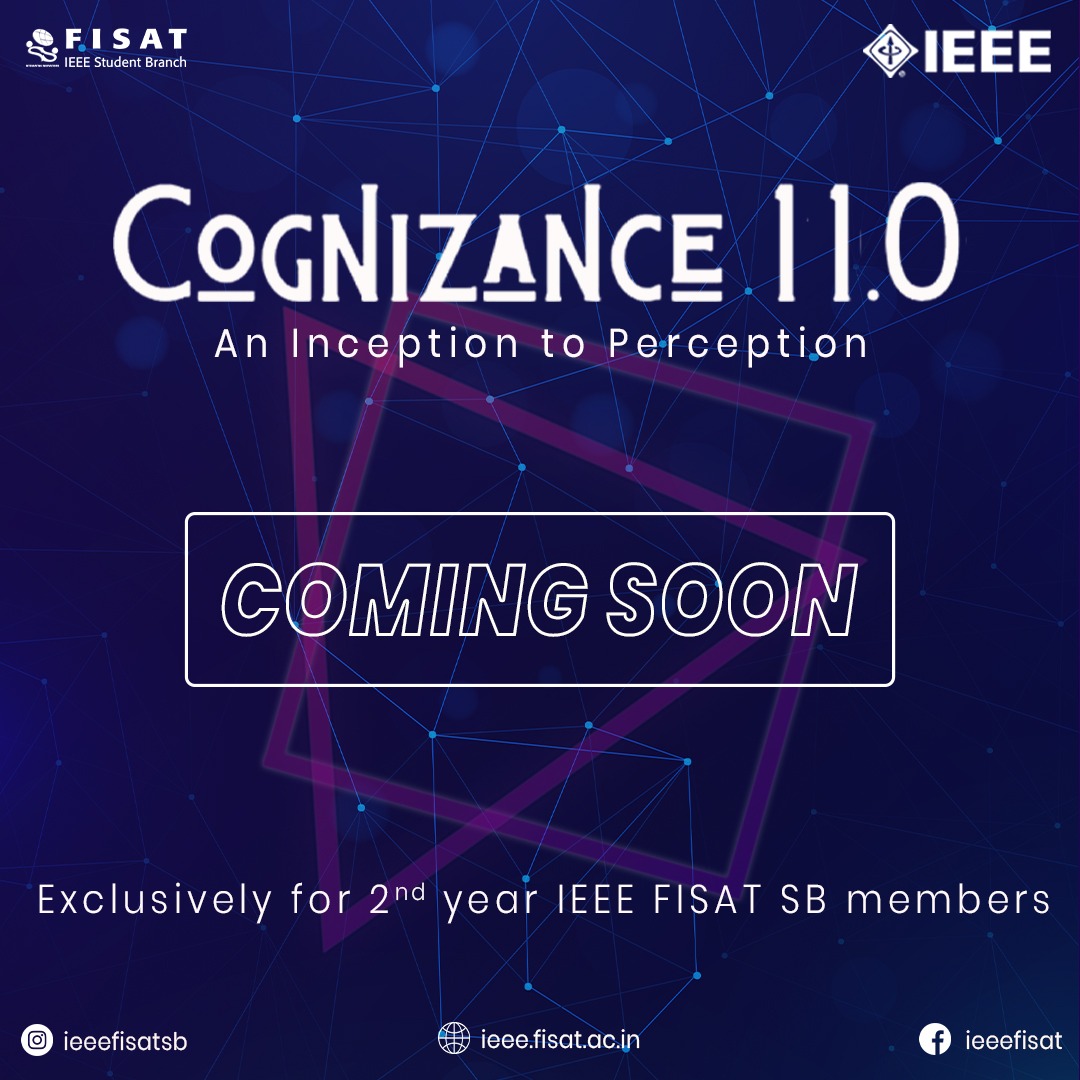 FISAT
IEEE Student Branch
IEEE
COGNIZANCE 11.0
An Inception to Perception
COMING SOON
Exclusively for 2nd year IEEE FISAT SB members
ieeefisatsb
ieee.fisat.ac.in
ieeefisat